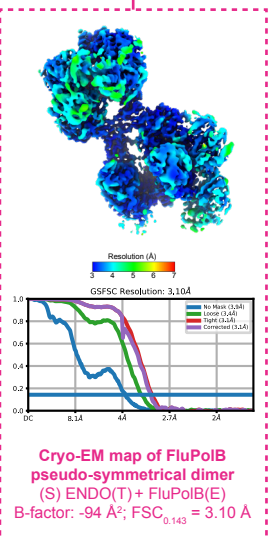 Resolution (Å)
3 4 5 6 7
GSFSC Resolution: 3,10Å
1.0
0.8
0.6
0.4
0.2
0.0
No Mask (3,9Å)
Loose (3,4Å)
Tight (3.1Å)
Corrected (3,1Å)
DC 8.1Å 4Å 2.7Å 2Å
Cryo-EM map of FluPolB
pseudo-symmetrical dimer
(S) ENDO(T) + FluPolB(E)
B-factor: -94 Å²; FSC₀.₁₄₃ = 3.10 Å